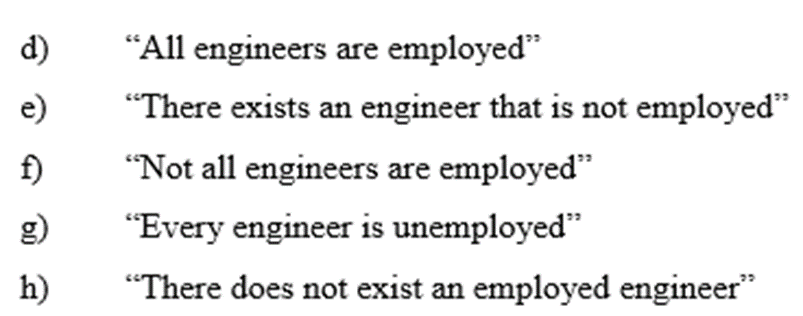 d) “All engineers are employed”
e) “There exists an engineer that is not employed”
f) “Not all engineers are employed”
g) “Every engineer is unemployed”
h) “There does not exist an employed engineer”